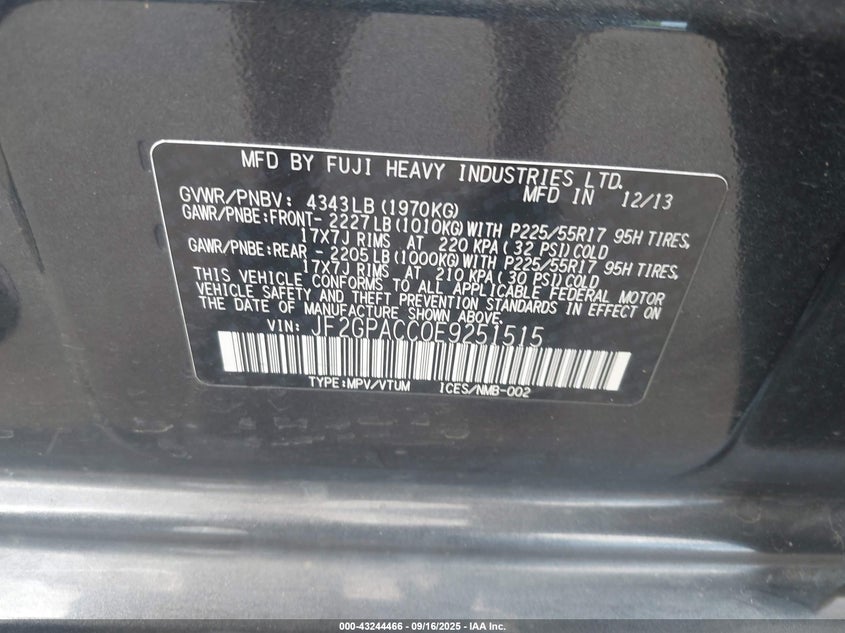 MFD BY FUJI HEAVY INDUSTRIES LTD.
GVWR/PNBV: 4343LB (1970KG) MFD IN 12/13
GAWR/PNBE:FRONT- 2227LB (1010KG) WITH P225/55R17 95H TIRES,
17X7J RIMS AT 220 KPA ( 32 PSI) COLD
GAWR/PNBE:REAR - 2205LB (1000KG) WITH P225/55R17 95H TIRES,
17X7J RIMS AT 210 KPA ( 30 PSI) COLD
THIS VEHICLE CONFORMS TO ALL APPLICABLE FEDERAL MOTOR
VEHICLE SAFETY AND THEFT PREVENTION STANDARDS IN EFFECT ON
THE DATE OF MANUFACTURE SHOWN ABOVE.
VIN: JF2GPACC0E9251515
TYPE:MPV/VTUM ICES/NMB-002
000-43244466 - 09/16/2025 - IAA Inc.